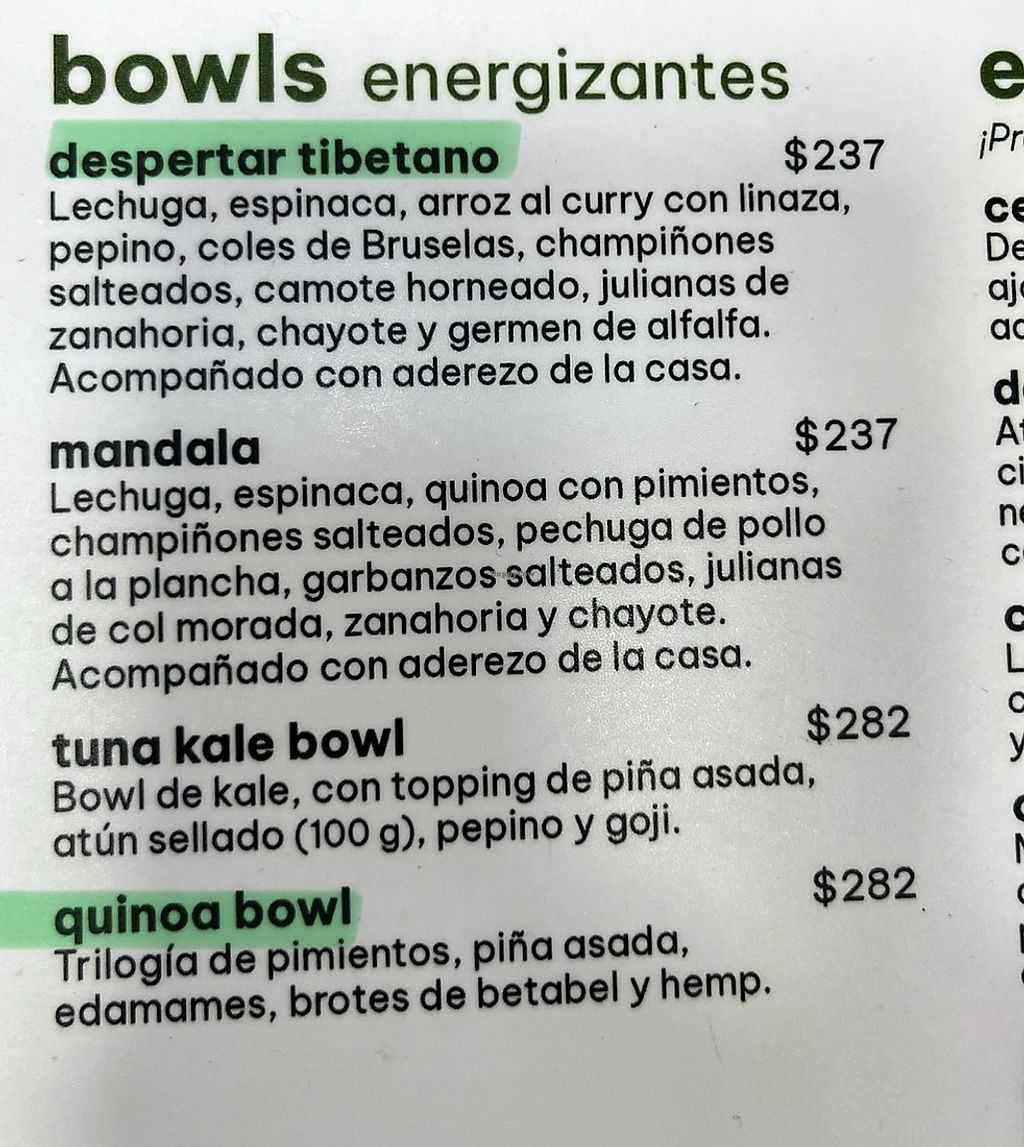 bowls energizantes
despertar tibetano $237
Lechuga, espinaca, arroz al curry con linaza,
pepino, coles de Bruselas, champiñones
salteados, camote horneado, julianas de
zanahoria, chayote y germen de alfalfa.
Acompañado con aderezo de la casa.
mandala $237
Lechuga, espinaca, quinoa con pimientos,
champiñones salteados, pechuga de pollo
a la plancha, garbanzos salteados, julianas
de col morada, zanahoria y chayote.
Acompañado con aderezo de la casa.
tuna kale bowl $282
Bowl de kale, con topping de piña asada,
atún sellado (100 g), pepino y goji.
quinoa bowl $282
Trilogía de pimientos, piña asada,
edamames, brotes de betabel y hemp.